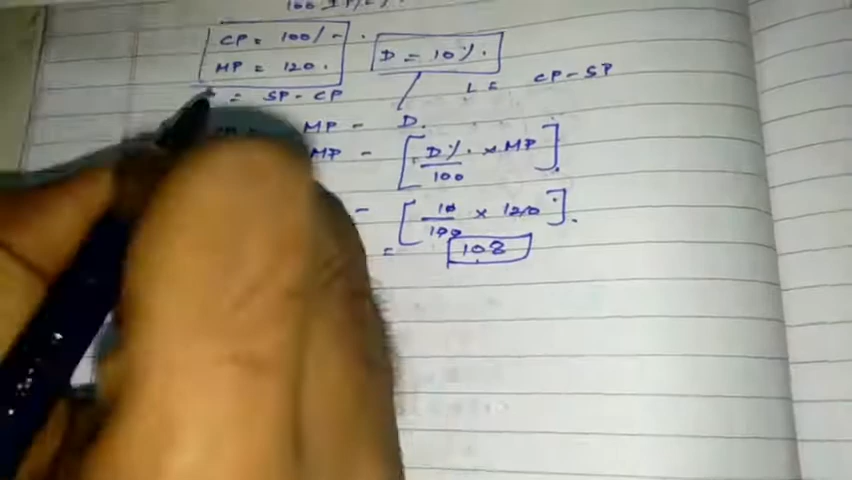 CP = 100/-.
MP = 120.
D = 10%.
= SP - CP
L = CP - SP
MP - D.
MP - [D%/100 × MP].
- [10/100 × 120].
= 108